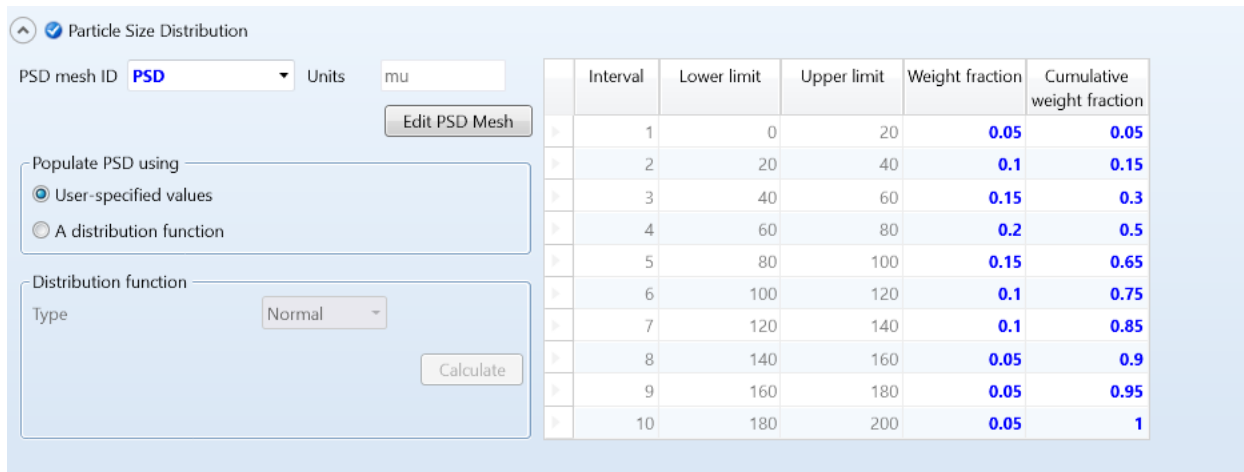 Particle Size Distribution
PSD mesh ID PSD Units mu
Edit PSD Mesh
Populate PSD using
User-specified values
A distribution function
Distribution function
Type Normal
Calculate
Interval Lower limit Upper limit Weight fraction Cumulative weight fraction
1 0 20 0.05 0.05
2 20 40 0.1 0.15
3 40 60 0.15 0.3
4 60 80 0.2 0.5
5 80 100 0.15 0.65
6 100 120 0.1 0.75
7 120 140 0.1 0.85
8 140 160 0.05 0.9
9 160 180 0.05 0.95
10 180 200 0.05 1